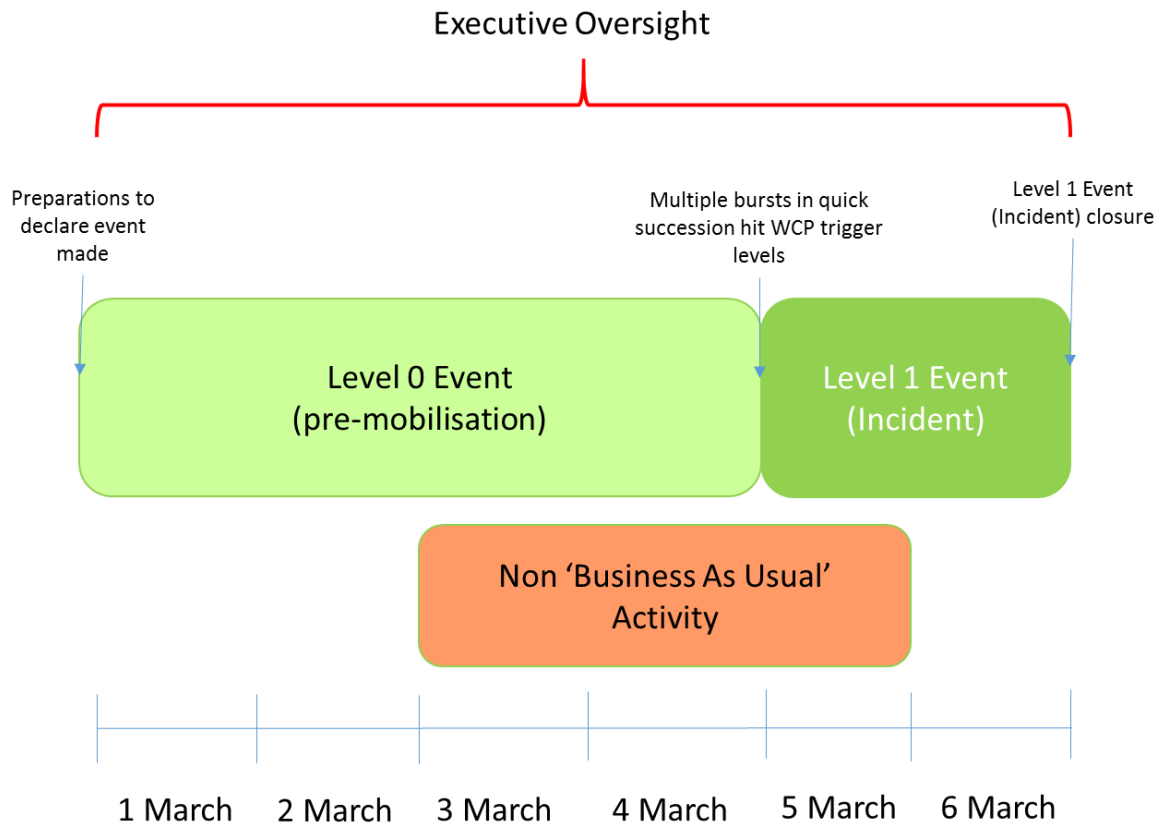 Executive Oversight
Preparations to
declare event
made
Multiple bursts in quick
succession hit WCP trigger
levels
Level 1 Event
(Incident) closure
Level 0 Event
(pre-mobilisation)
Level 1 Event
(Incident)
Non ‘Business As Usual’
Activity
1 March
2 March
3 March
4 March
5 March
6 March